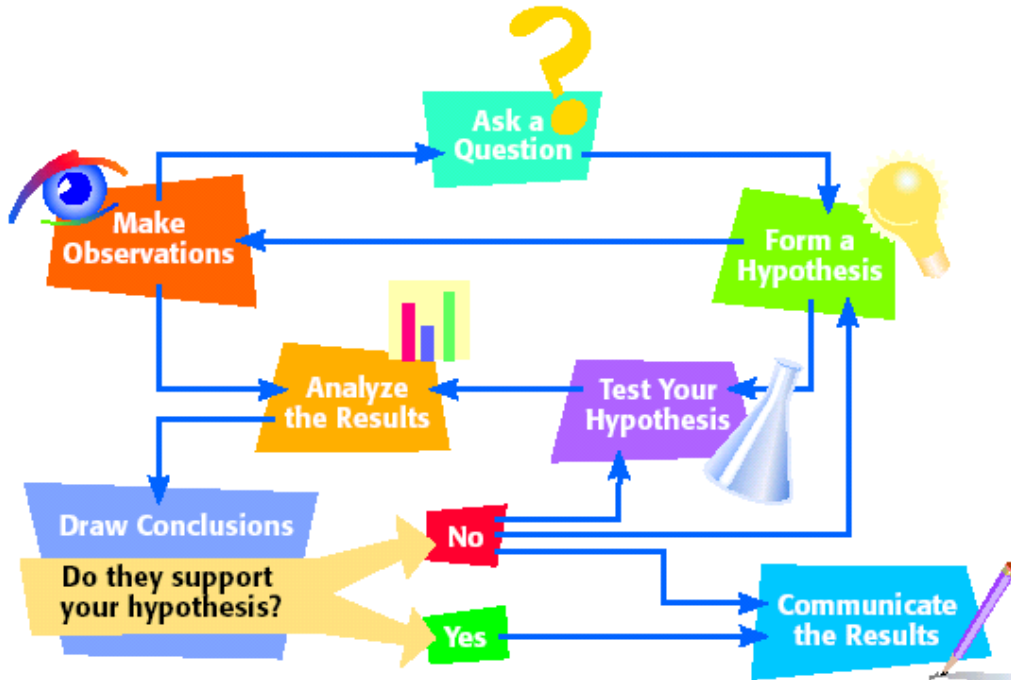 Ask a
Question
Make
Observations
Form a
Hypothesis
Analyze
the Results
Test Your
Hypothesis
Draw Conclusions
Do they support
your hypothesis?
No
Yes
Communicate
the Results